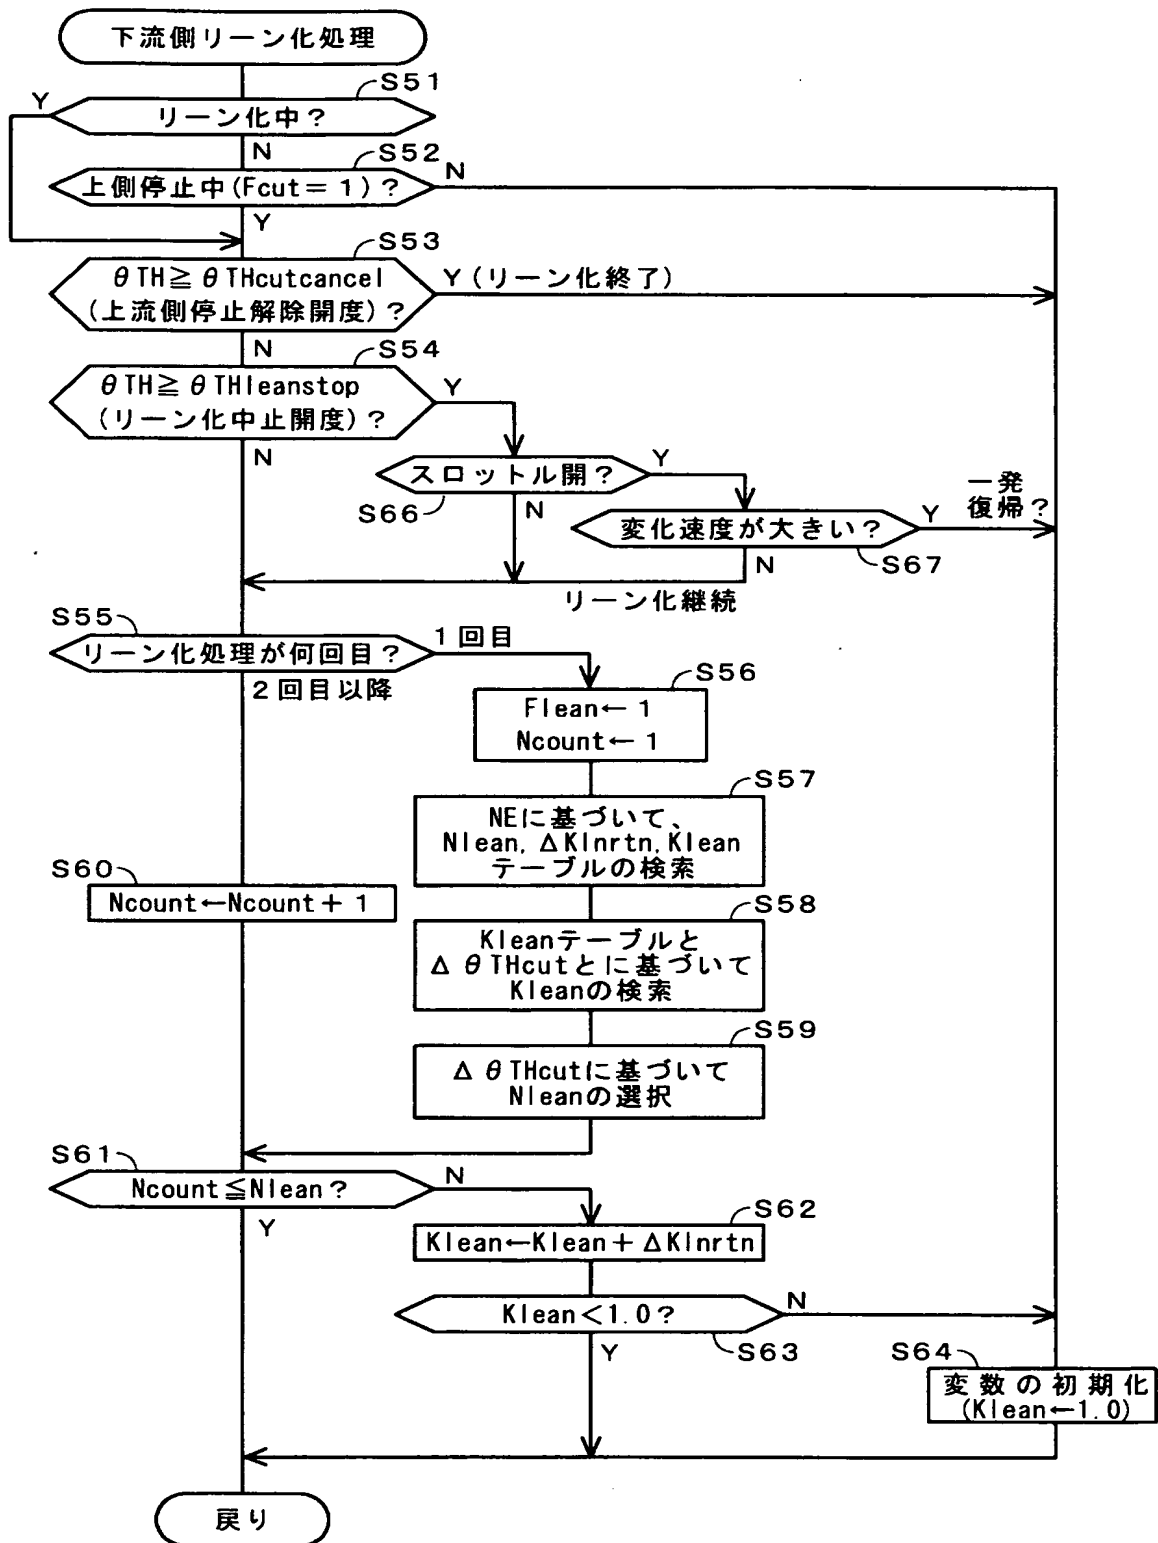 下流側リーン化処理
S51
Y
リーン化中？
N
S52
上側停止中(Fcut＝1)？
N
Y
S53
θTH≧θTHcutcancel
(上流側停止解除開度)？
Y(リーン化終了)
N
S54
θTH≧θTHleanstop
(リーン化中止開度)？
Y
N
スロットル開？
Y
S66
N
変化速度が大きい？
Y
一発
復帰？
S67
N
リーン化継続
S55
リーン化処理が何回目？
1回目
2回目以降
S56
Flean←1
Ncount←1
S57
NEに基づいて、
Nlean,ΔKlnrtn,Klean
テーブルの検索
S60
Ncount←Ncount＋1
S58
Kleanテーブルと
ΔθTHcutとに基づいて
Kleanの検索
S59
ΔθTHcutに基づいて
Nleanの選択
S61
Ncount≦Nlean？
N
Y
S62
Klean←Klean＋ΔKlnrtn
Klean＜1.0？
N
S63
Y
S64
変数の初期化
(Klean←1.0)
戻り